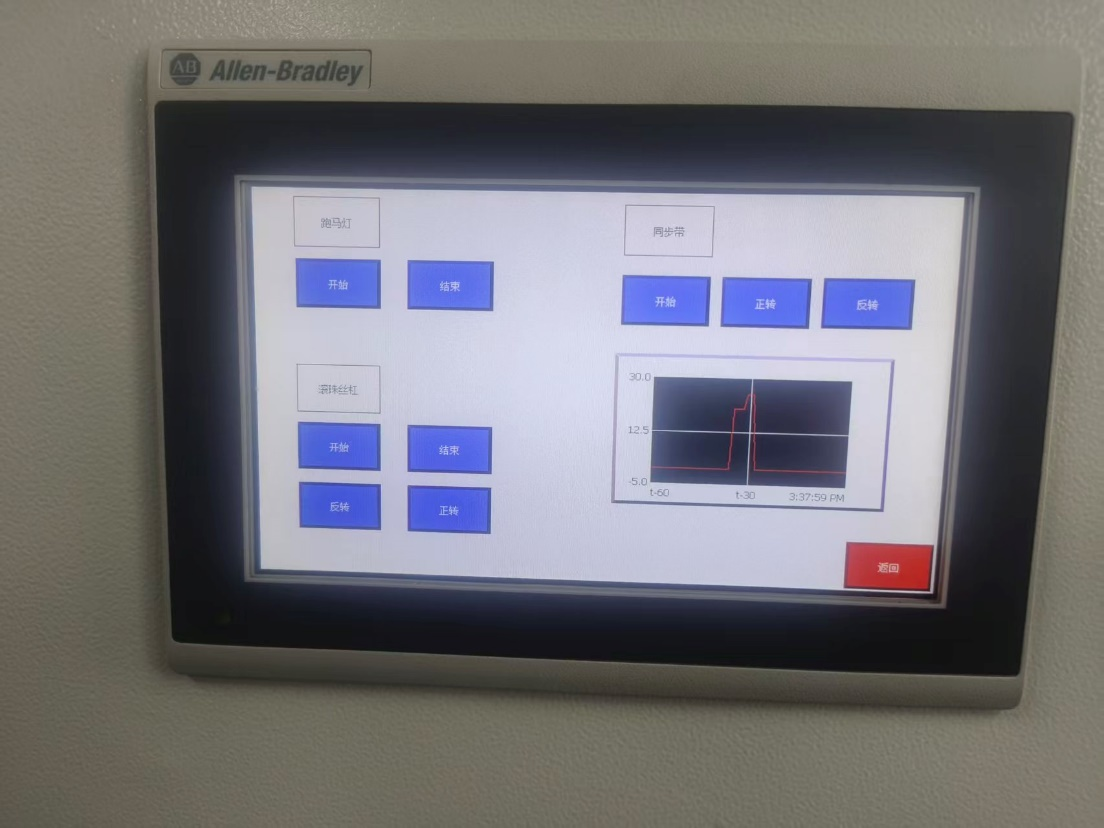 AB Allen-Bradley
跑马灯
开始
结束
滚珠丝杠
开始
结束
反转
正转
同步带
开始
正转
反转
30.0
12.5
-5.0
t-60
t-30
3:37:59 PM
返回